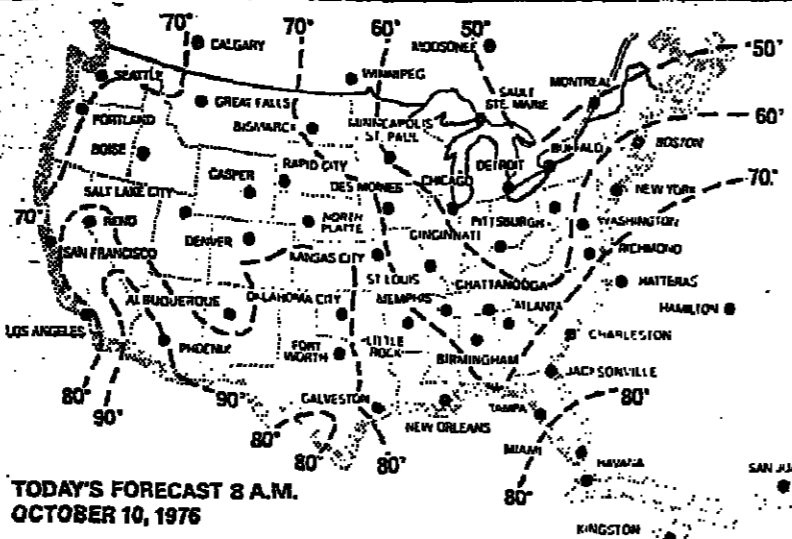 70°
CALGARY
70°
60°
50°
MOOSONEE
50°
SEATTLE
WINNIPEG
SAULT
STE. MARIE
MONTREAL
GREAT FALLS
PORTLAND
BISMARC
MINNEAPOLIS
ST. PAUL
60°
BOISE
BUFFALO
BOSTON
RAPID CITY
DETROIT
CASPER
CHICAGO
SALT LAKE CITY
DES MOINES
NEW YORK
70°
70°
RENO
NORTH
PLATTE
PITTSBURGH
WASHINGTON
DENVER
CINCINNATI
SAN FRANCISCO
KANSAS CITY
RICHMOND
ST LOUIS
CHATTANOOGA
HATTERAS
ALBUQUERQUE
OKLAHOMA CITY
MEMPHIS
ATLANTA
HAMILTON
LOS ANGELES
PHOENIX
FORT
WORTH
LITTLE
ROCK
CHARLESTON
BIRMINGHAM
JACKSONVILLE
80°
90°
90°
GALVESTON
TAMPA
80°
NEW ORLEANS
80°
80°
80°
MIAMI
HAVANA
80°
SAN JU
TODAY'S FORECAST 8 A.M.
OCTOBER 10, 1976
KINGSTON